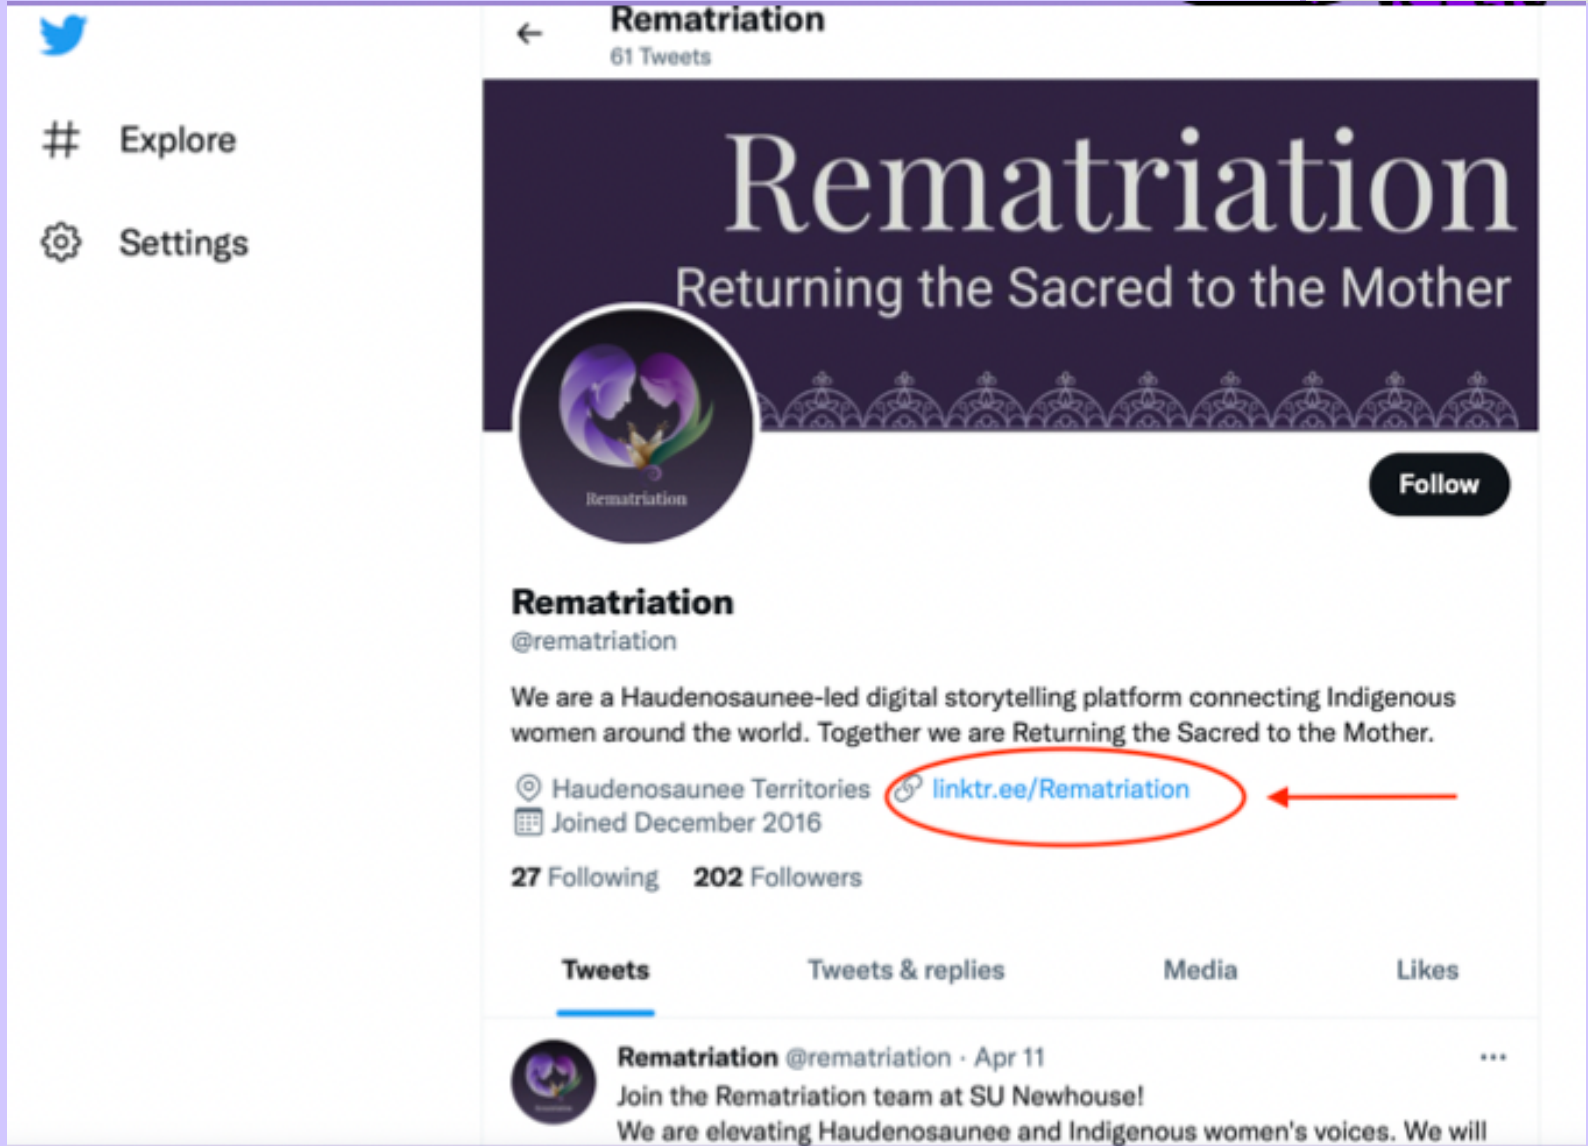 Rematriation
61 Tweets
Explore
Settings
Rematriation
Returning the Sacred to the Mother
Rematriation
Follow
Rematriation
@rematriation
We are a Haudenosaunee-led digital storytelling platform connecting Indigenous
women around the world. Together we are Returning the Sacred to the Mother.
Haudenosaunee Territories linktr.ee/Rematriation
Joined December 2016
27 Following 202 Followers
Tweets Tweets & replies Media Likes
Rematriation @rematriation · Apr 11
Join the Rematriation team at SU Newhouse!
We are elevating Haudenosaunee and Indigenous women's voices. We will